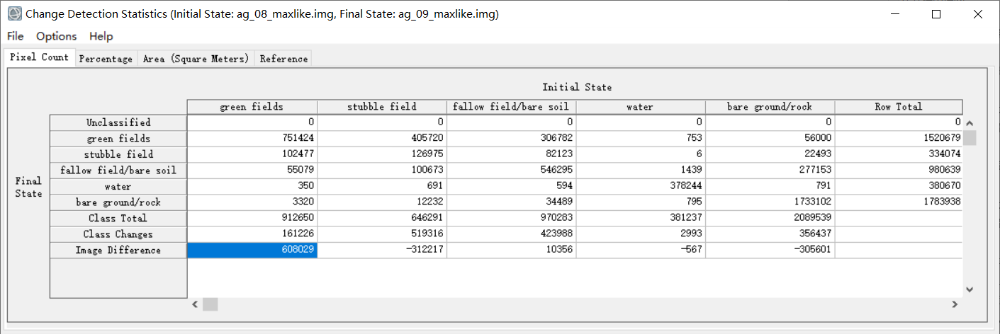 Change Detection Statistics (Initial State: ag_08_maxlike.img, Final State: ag_09_maxlike.img)
File Options Help
Pixel Count Percentage Area (Square Meters) Reference
Initial State
green fields stubble field fallow field/bare soil water bare ground/rock Row Total
Unclassified 0 0 0 0 0 0
green fields 751424 405720 306782 753 56000 1520679
stubble field 102477 126975 82123 6 22493 334074
fallow field/bare soil 55079 100673 546295 1439 277153 980639
Final State
water 350 691 594 378244 791 380670
bare ground/rock 3320 12232 34489 795 1733102 1783938
Class Total 912650 646291 970283 381237 2089539
Class Changes 161226 519316 423988 2993 356437
Image Difference 608029 -312217 10356 -567 -305601